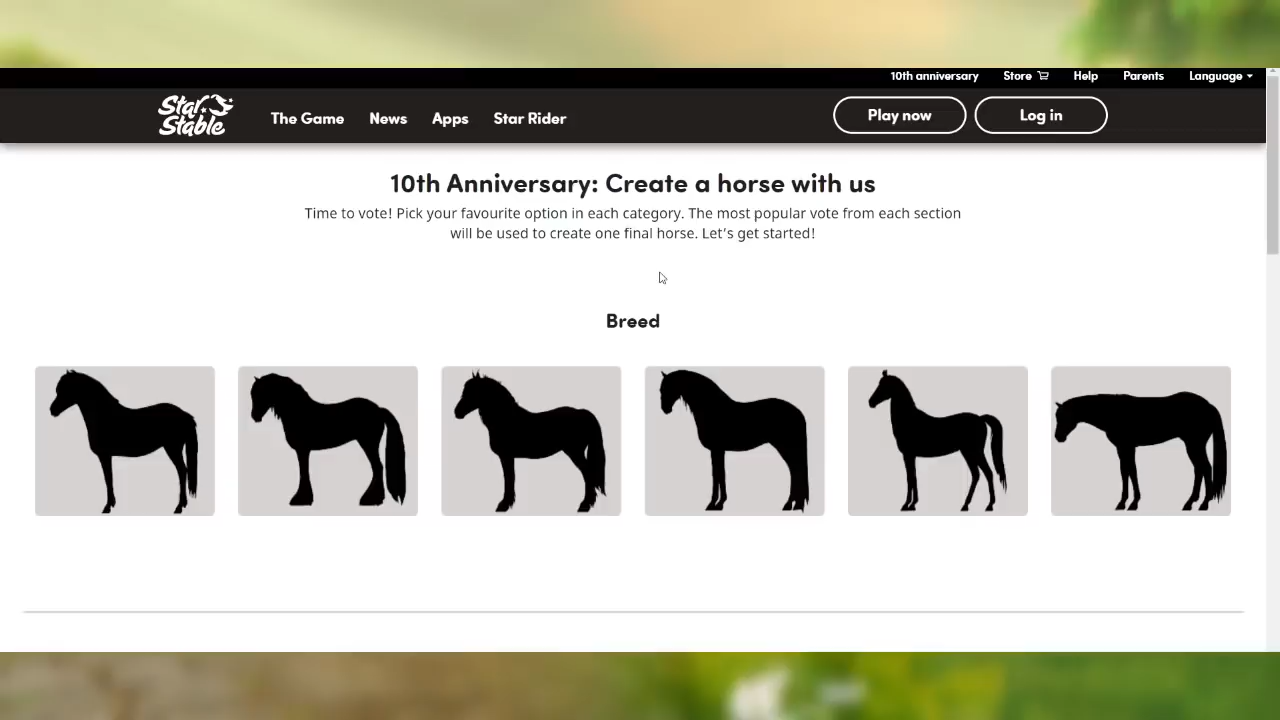 10th anniversary Store Help Parents Language
Star Stable
The Game News Apps Star Rider Play now Log in
10th Anniversary: Create a horse with us
Time to vote! Pick your favourite option in each category. The most popular vote from each section
will be used to create one final horse. Let's get started!
Breed